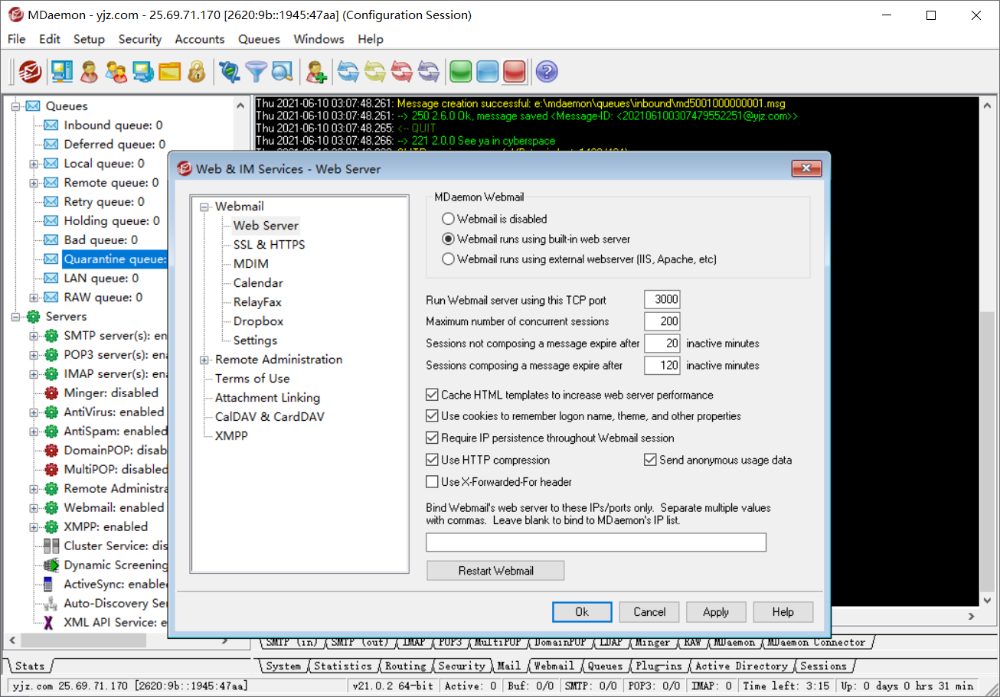 MDaemon - yjz.com - 25.69.71.170 [2620:9b::1945:47aa] (Configuration Session)
File Edit Setup Security Accounts Queues Windows Help
Queues
Inbound queue: 0
Deferred queue: 0
Local queue: 0
Remote queue: 0
Retry queue: 0
Holding queue: 0
Bad queue: 0
Quarantine queue:
LAN queue: 0
RAW queue: 0
Servers
SMTP server(s): en
POP3 server(s): ena
IMAP server(s): ena
Minger: disabled
AntiVirus: enabled
AntiSpam: enabled
DomainPOP: disab
MultiPOP: disabled
Remote Administra
Webmail: enabled
XMPP: enabled
Cluster Service: dis
Dynamic Screening
ActiveSync: enable
Auto-Discovery Ser
XML API Service: e
Thu 2021-06-10 03:07:48.261: Message creation successful: e:\mdaemon\queues\inbound\md5001000000001.msg
Thu 2021-06-10 03:07:48.261: --> 250 2.6.0 Ok, message saved <Message-ID: <202106100307479552251@yjz.com>>
Thu 2021-06-10 03:07:48.265: <-- QUIT
Thu 2021-06-10 03:07:48.266: --> 221 2.0.0 See ya in cyberspace
Web & IM Services - Web Server
Webmail
Web Server
SSL & HTTPS
MDIM
Calendar
RelayFax
Dropbox
Settings
Remote Administration
Terms of Use
Attachment Linking
CalDAV & CardDAV
XMPP
MDaemon Webmail
Webmail is disabled
Webmail runs using built-in web server
Webmail runs using external webserver (IIS, Apache, etc)
Run Webmail server using this TCP port 3000
Maximum number of concurrent sessions 200
Sessions not composing a message expire after 20 inactive minutes
Sessions composing a message expire after 120 inactive minutes
Cache HTML templates to increase web server performance
Use cookies to remember logon name, theme, and other properties
Require IP persistence throughout Webmail session
Use HTTP compression Send anonymous usage data
Use X-Forwarded-For header
Bind Webmail's web server to these IPs/ports only. Separate multiple values
with commas. Leave blank to bind to MDaemon's IP list.
Restart Webmail
Ok Cancel Apply Help
SMTP (in) SMTP (out) IMAP POP3 MultiPOP DomainPOP LDAP Minger RAW MDaemon MDaemon Connector
Stats System Statistics Routing Security Mail Webmail Queues Plug-ins Active Directory Sessions
yjz.com 25.69.71.170 [2620:9b::1945:47aa] v21.0.2 64-bit Active: 0 Buf: 0/0 SMTP: 0/0 POP3: 0/0 IMAP: 0 Time left: 3:15 Up: 0 days 0 hrs 31 min